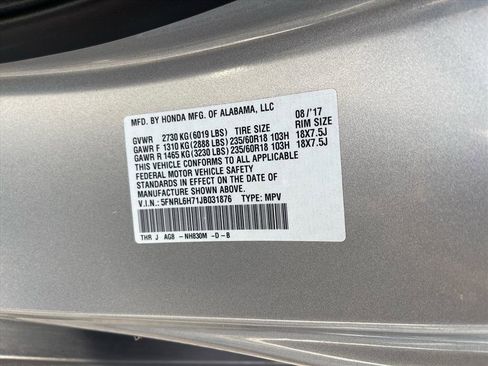 MFD. BY HONDA MFG. OF ALABAMA, LLC
08/'17
GVWR 2730 KG (6019 LBS) TIRE SIZE RIM SIZE
GAWR F 1310 KG (2888 LBS) 235/60R18 103H 18X7.5J
GAWR R 1465 KG (3230 LBS) 235/60R18 103H 18X7.5J
THIS VEHICLE CONFORMS TO ALL APPLICABLE
FEDERAL MOTOR VEHICLE SAFETY
STANDARDS IN EFFECT ON THE DATE OF
MANUFACTURE SHOWN ABOVE.
V.I.N.: 5FNRL6H71JB031876 TYPE: MPV
THR J AG8 -NH830M -D -B